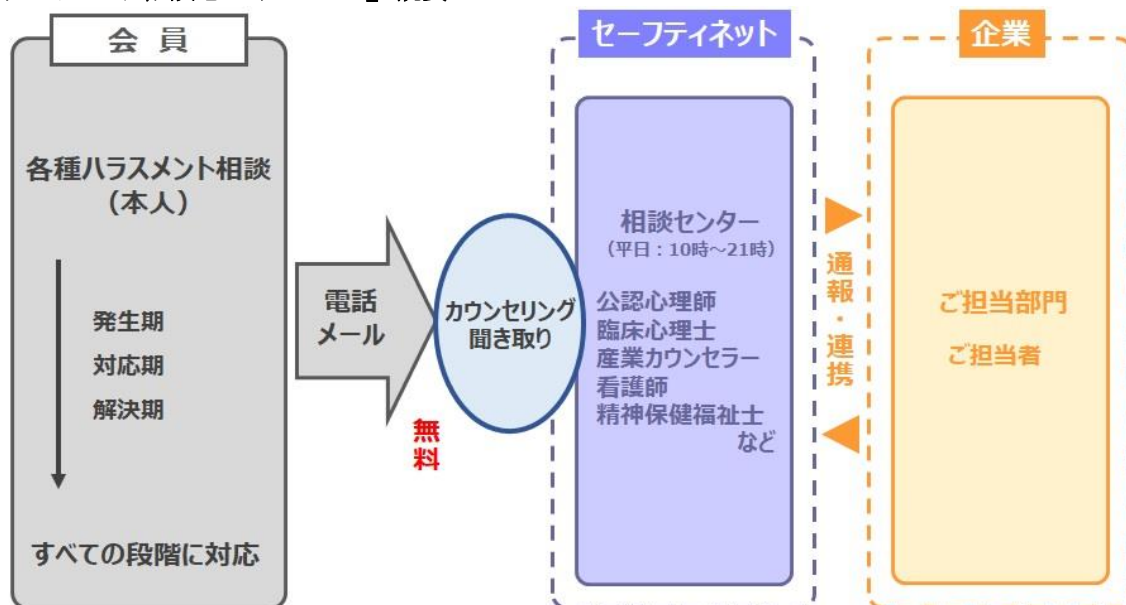 会 員
各種ハラスメント相談
（本人）
発生期
対応期
解決期
すべての段階に対応
電話
メール
無料
カウンセリング
聞き取り
セーフティネット
相談センター
（平日：10時～21時）
公認心理師
臨床心理士
産業カウンセラー
看護師
精神保健福祉士
など
通報・連携
企業
ご担当部門
ご担当者